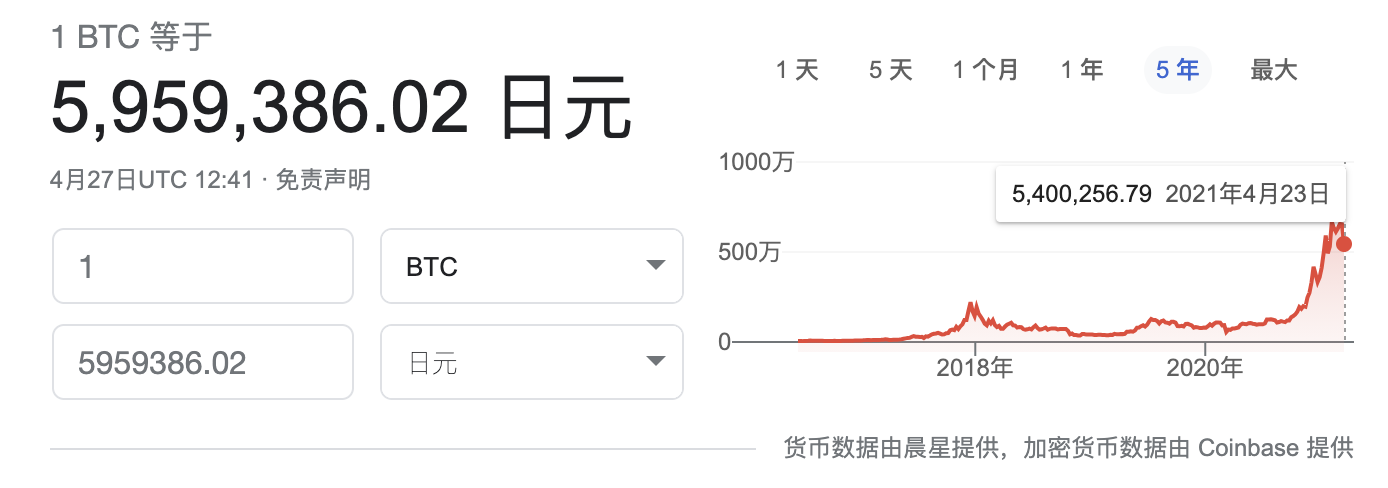 1 BTC 等于
5,959,386.02 日元
4月27日UTC 12:41 · 免责声明
1
BTC
5959386.02
日元
1 天 5 天 1 个月 1 年 5 年 最大
1000万
5,400,256.79 2021年4月23日
500万
0
2018年 2020年
货币数据由晨星提供，加密货币数据由 Coinbase 提供